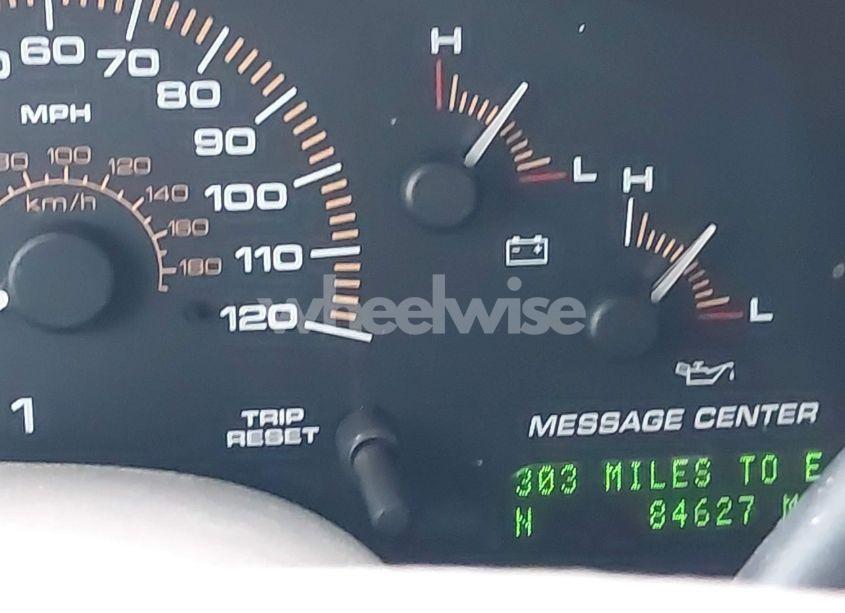 60
70
80
90
100
110
120
MPH
100
120
140
160
180
km/h
H
L
H
L
wheelwise
1
TRIP
RESET
MESSAGE CENTER
303 MILES TO E
N 84627 M